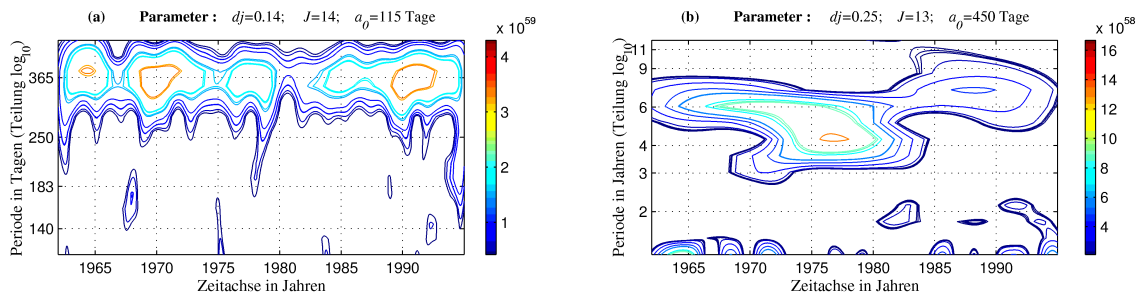 (a) Parameter : dj=0.14; J=14; a0=115 Tage
x 10^59
Periode in Tagen (Teilung log10)
365
250
183
140
1965 1970 1975 1980 1985 1990
Zeitachse in Jahren
4
3
2
1
(b) Parameter : dj=0.25; J=13; a0=450 Tage
x 10^58
Periode in Jahren (Teilung log10)
11
9
6
4
3
2
1965 1970 1975 1980 1985 1990
Zeitachse in Jahren
16
14
12
10
8
6
4
2